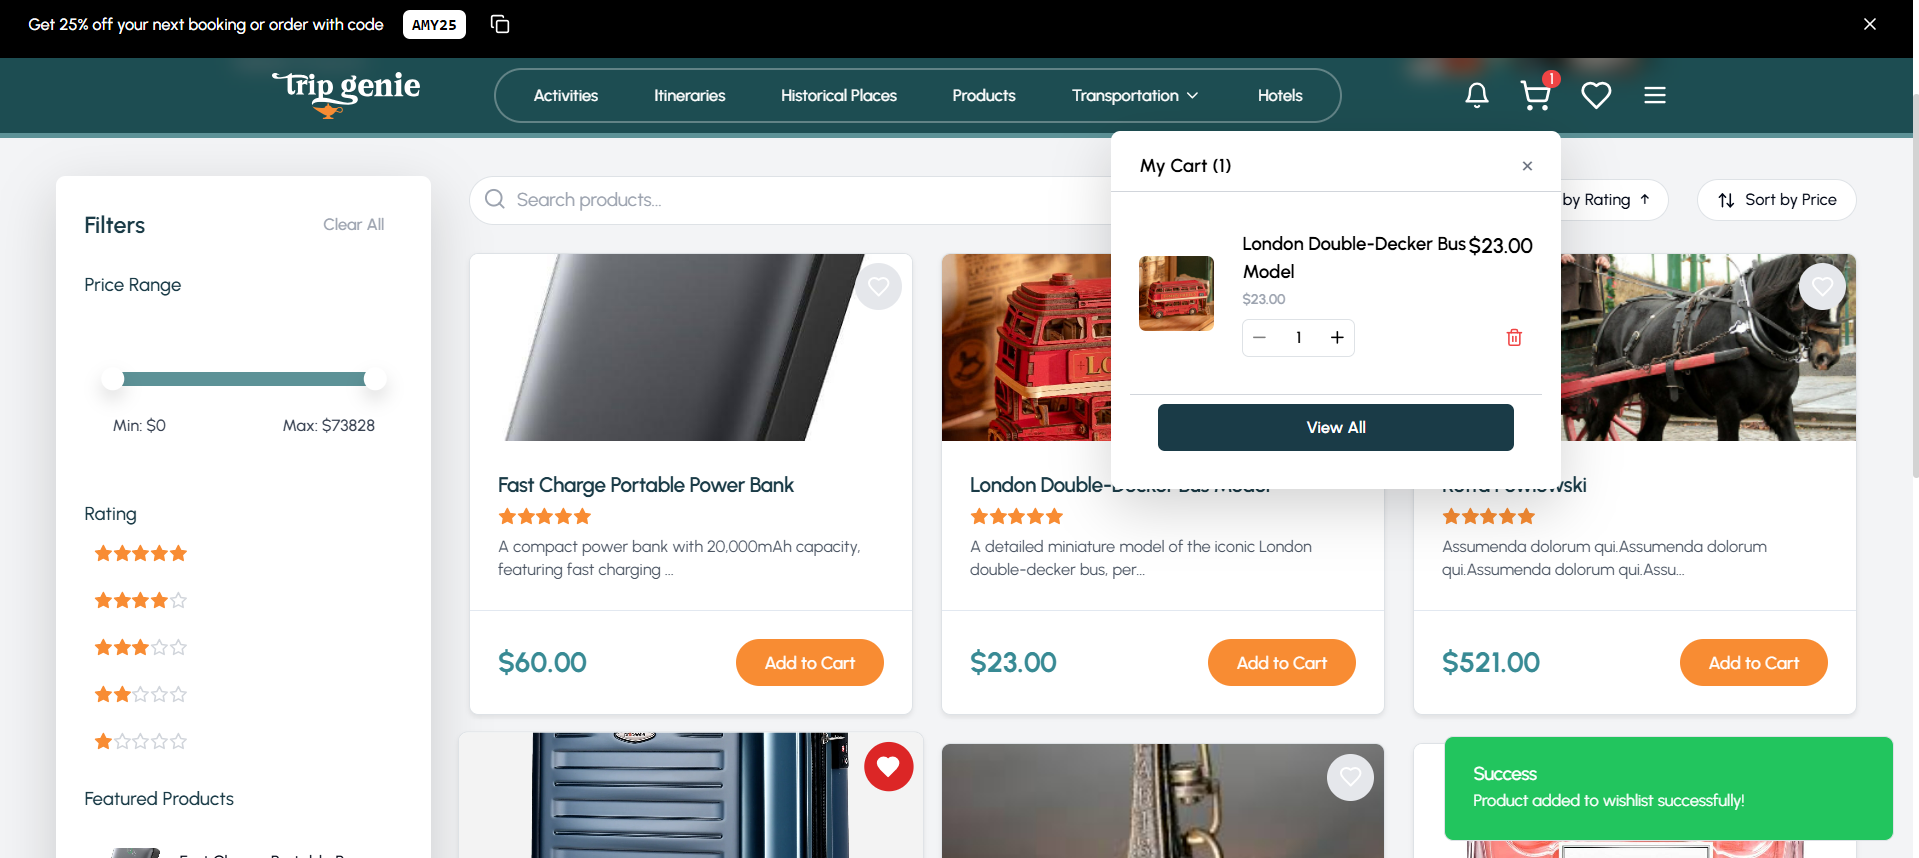 Get 25% off your next booking or order with code AMY25
trip genie
Activities Itineraries Historical Places Products Transportation Hotels
1
My Cart (1)
London Double-Decker Bus $23.00
Model
$23.00
1
View All
Filters Clear All
Price Range
Min: $0 Max: $73828
Rating
Featured Products
Search products...
by Rating ↑ Sort by Price
Fast Charge Portable Power Bank
A compact power bank with 20,000mAh capacity,
featuring fast charging ...
$60.00 Add to Cart
London Double-Decker Bus Model
A detailed miniature model of the iconic London
double-decker bus, per...
$23.00 Add to Cart
Assumenda dolorum qui.Assumenda dolorum
qui.Assumenda dolorum qui.Assu...
$521.00 Add to Cart
Success
Product added to wishlist successfully!